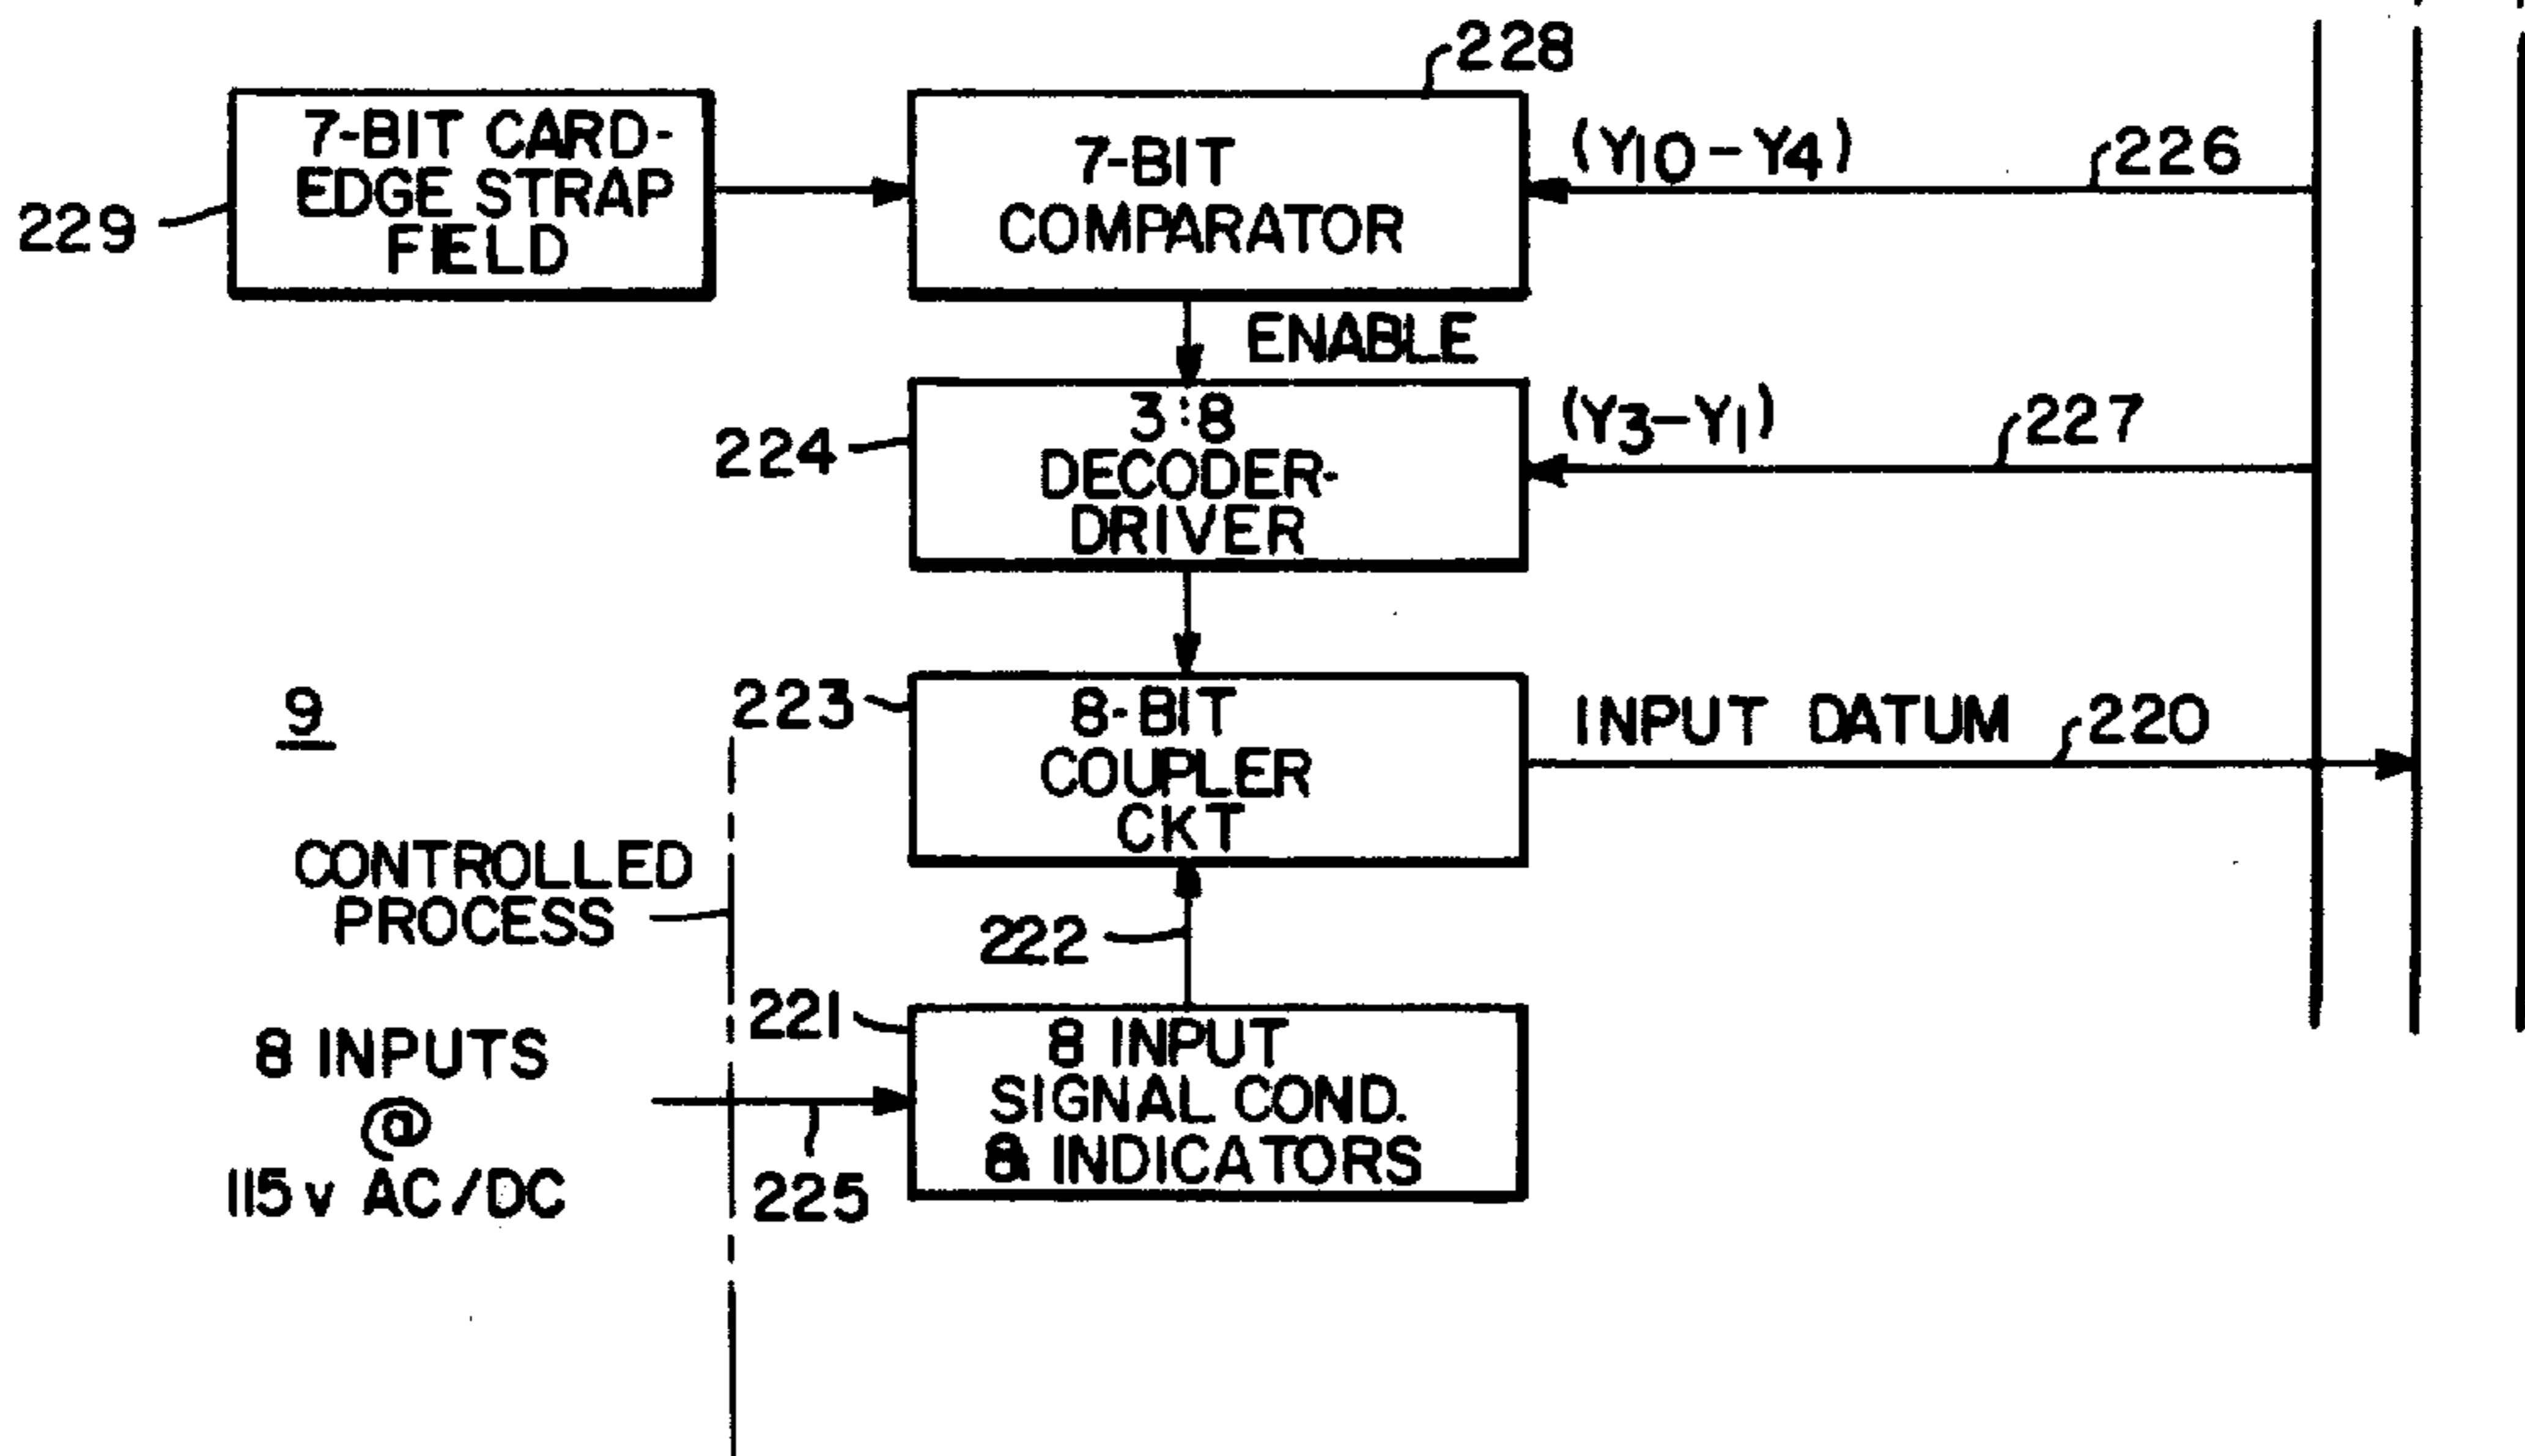 228
7-BIT CARD-
EDGE STRAP
FIELD
229
7-BIT
COMPARATOR
(Y10-Y4)
226
ENABLE
224
3:8
DECODER-
DRIVER
(Y3-Y1)
227
9
223
8-BIT
COUPLER
CKT
INPUT DATUM
220
CONTROLLED
PROCESS
222
221
8 INPUT
SIGNAL COND.
& INDICATORS
8 INPUTS
@
115v AC/DC
225